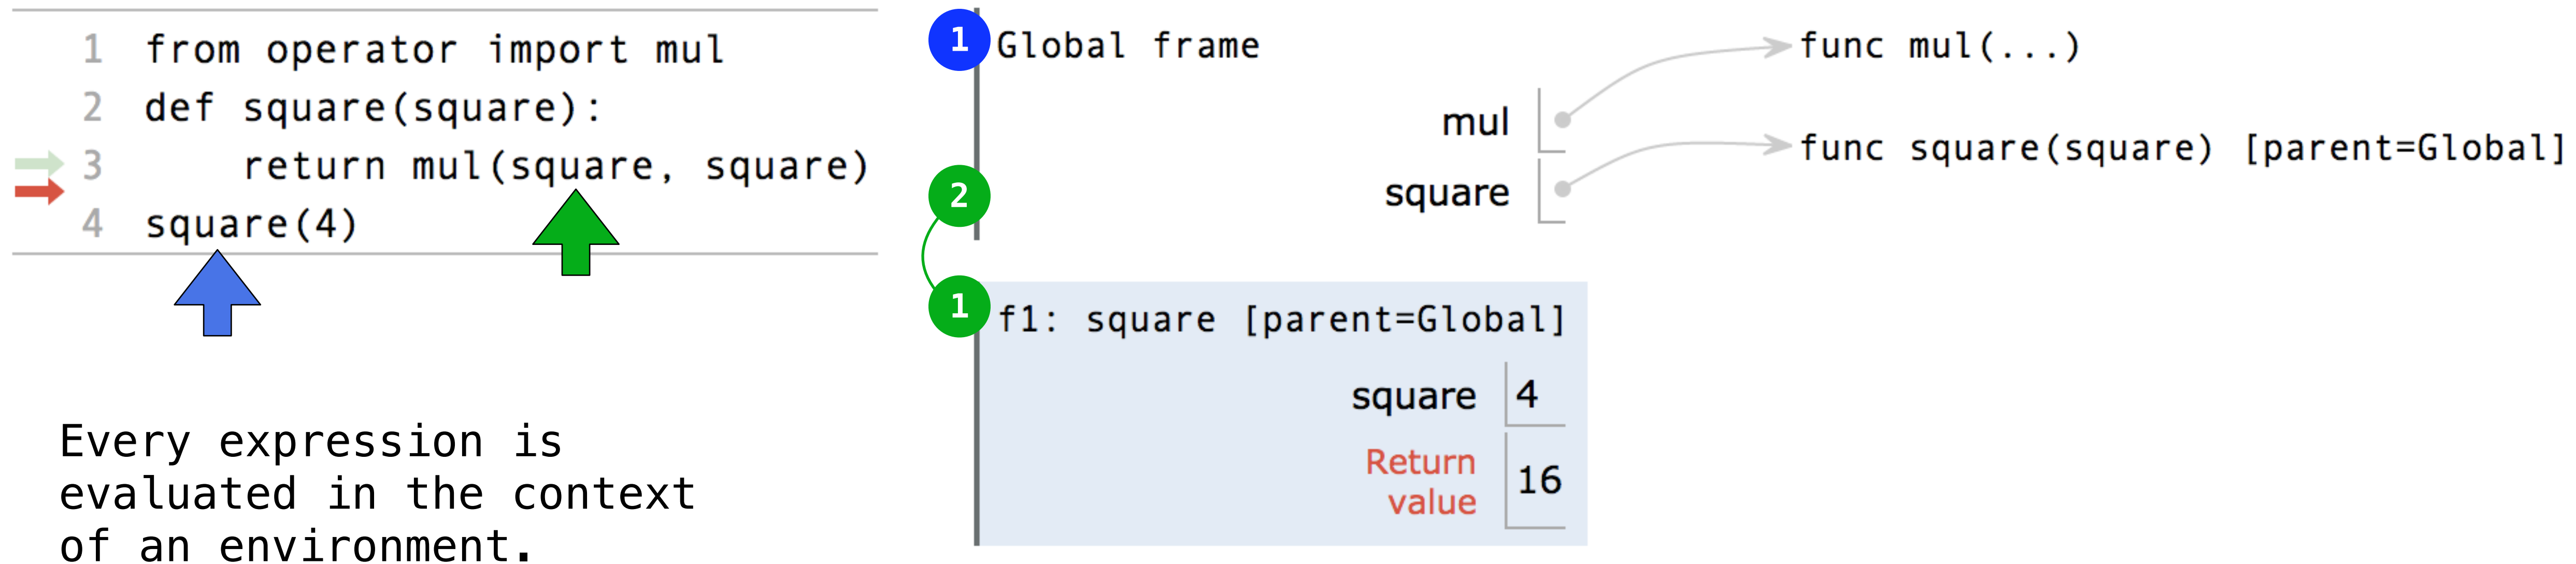 1 from operator import mul
2 def square(square):
3     return mul(square, square)
4 square(4)
Every expression is
evaluated in the context
of an environment.
1 Global frame
mul
square
2
func mul(...)
func square(square) [parent=Global]
1 f1: square [parent=Global]
square 4
Return
value 16